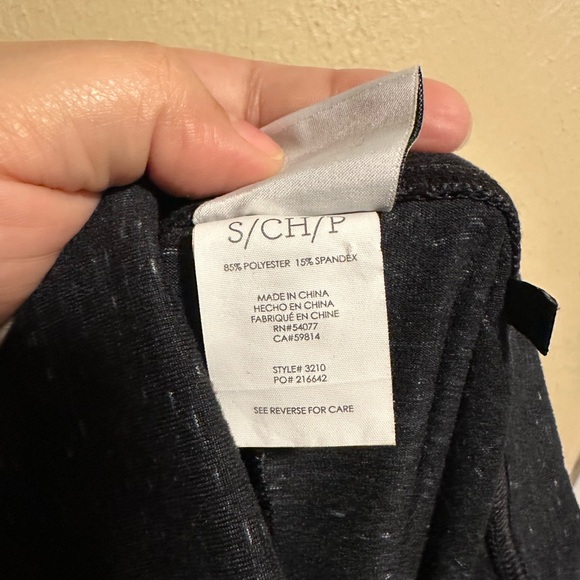 S/CH/P
85% POLYESTER 15% SPANDEX
MADE IN CHINA
HECHO EN CHINA
FABRIQUÉ EN CHINE
RN#54077
CA#59814
STYLE# 3210
PO# 216642
SEE REVERSE FOR CARE